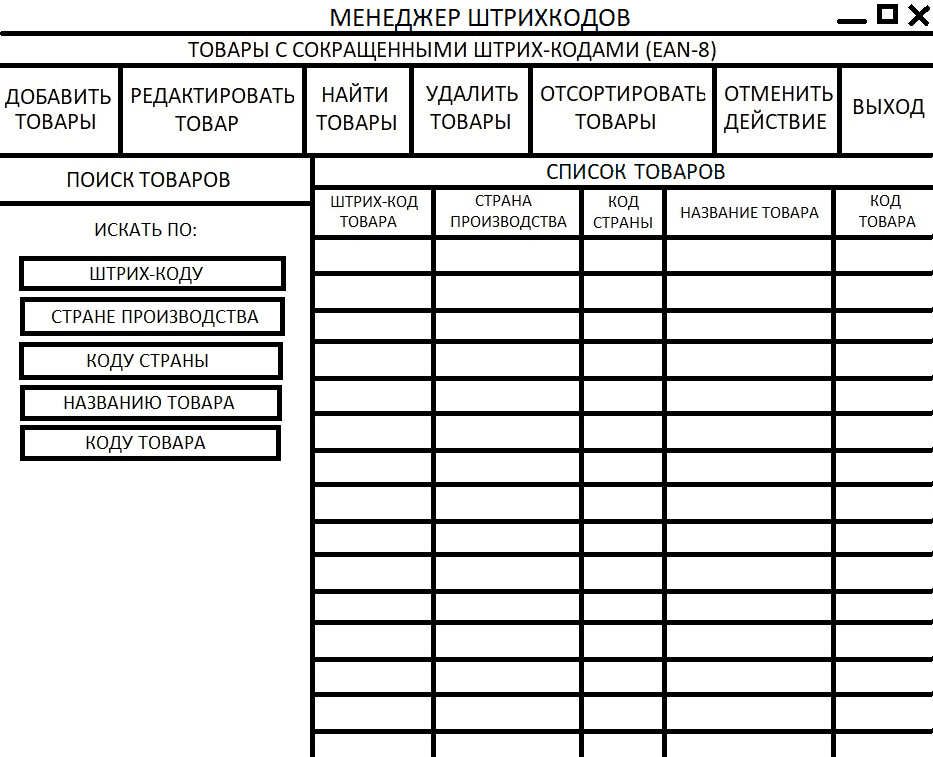 МЕНЕДЖЕР ШТРИХКОДОВ
ТОВАРЫ С СОКРАЩЕННЫМИ ШТРИХ-КОДАМИ (EAN-8)
ДОБАВИТЬ
ТОВАРЫ
РЕДАКТИРОВАТЬ
ТОВАР
НАЙТИ
ТОВАРЫ
УДАЛИТЬ
ТОВАРЫ
ОТСОРТИРОВАТЬ
ТОВАРЫ
ОТМЕНИТЬ
ДЕЙСТВИЕ
ВЫХОД
ПОИСК ТОВАРОВ
ИСКАТЬ ПО:
ШТРИХ-КОДУ
СТРАНЕ ПРОИЗВОДСТВА
КОДУ СТРАНЫ
НАЗВАНИЮ ТОВАРА
КОДУ ТОВАРА
СПИСОК ТОВАРОВ
ШТРИХ-КОД
ТОВАРА
СТРАНА
ПРОИЗВОДСТВА
КОД
СТРАНЫ
НАЗВАНИЕ ТОВАРА
КОД
ТОВАРА